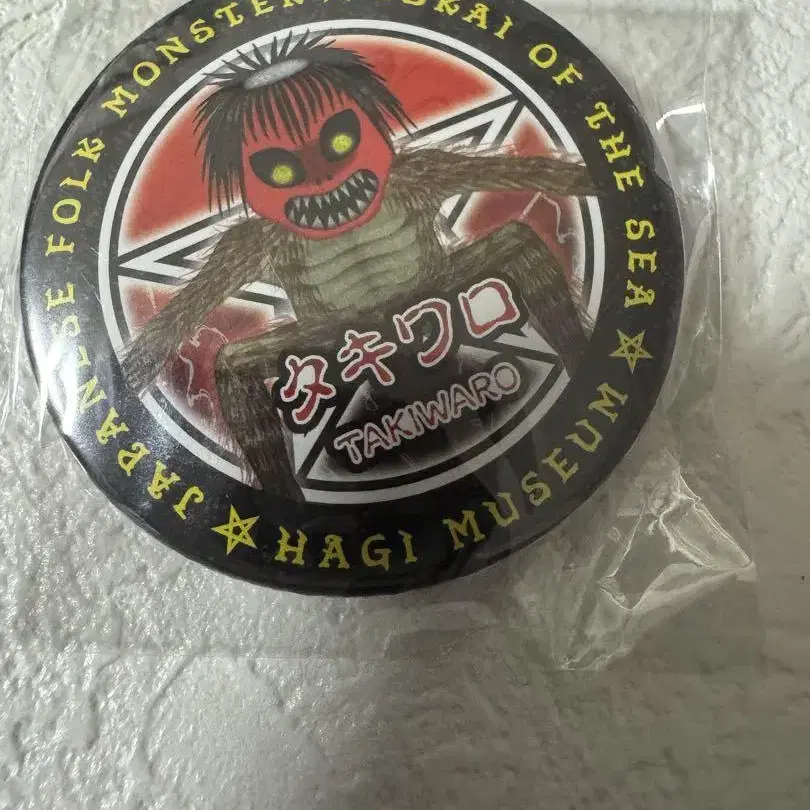 JAPANESE FOLK MONSTER
OF THE SEA
タキワロ
TAKIWARO
HAGI MUSEUM